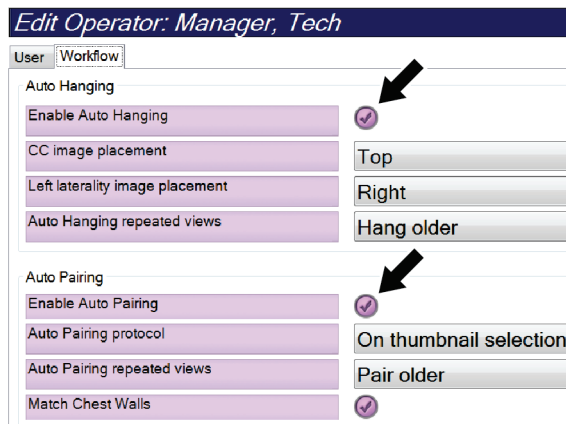 Edit Operator: Manager, Tech
User Workflow
Auto Hanging
Enable Auto Hanging
CC image placement Top
Left laterality image placement Right
Auto Hanging repeated views Hang older
Auto Pairing
Enable Auto Pairing
Auto Pairing protocol On thumbnail selection
Auto Pairing repeated views Pair older
Match Chest Walls